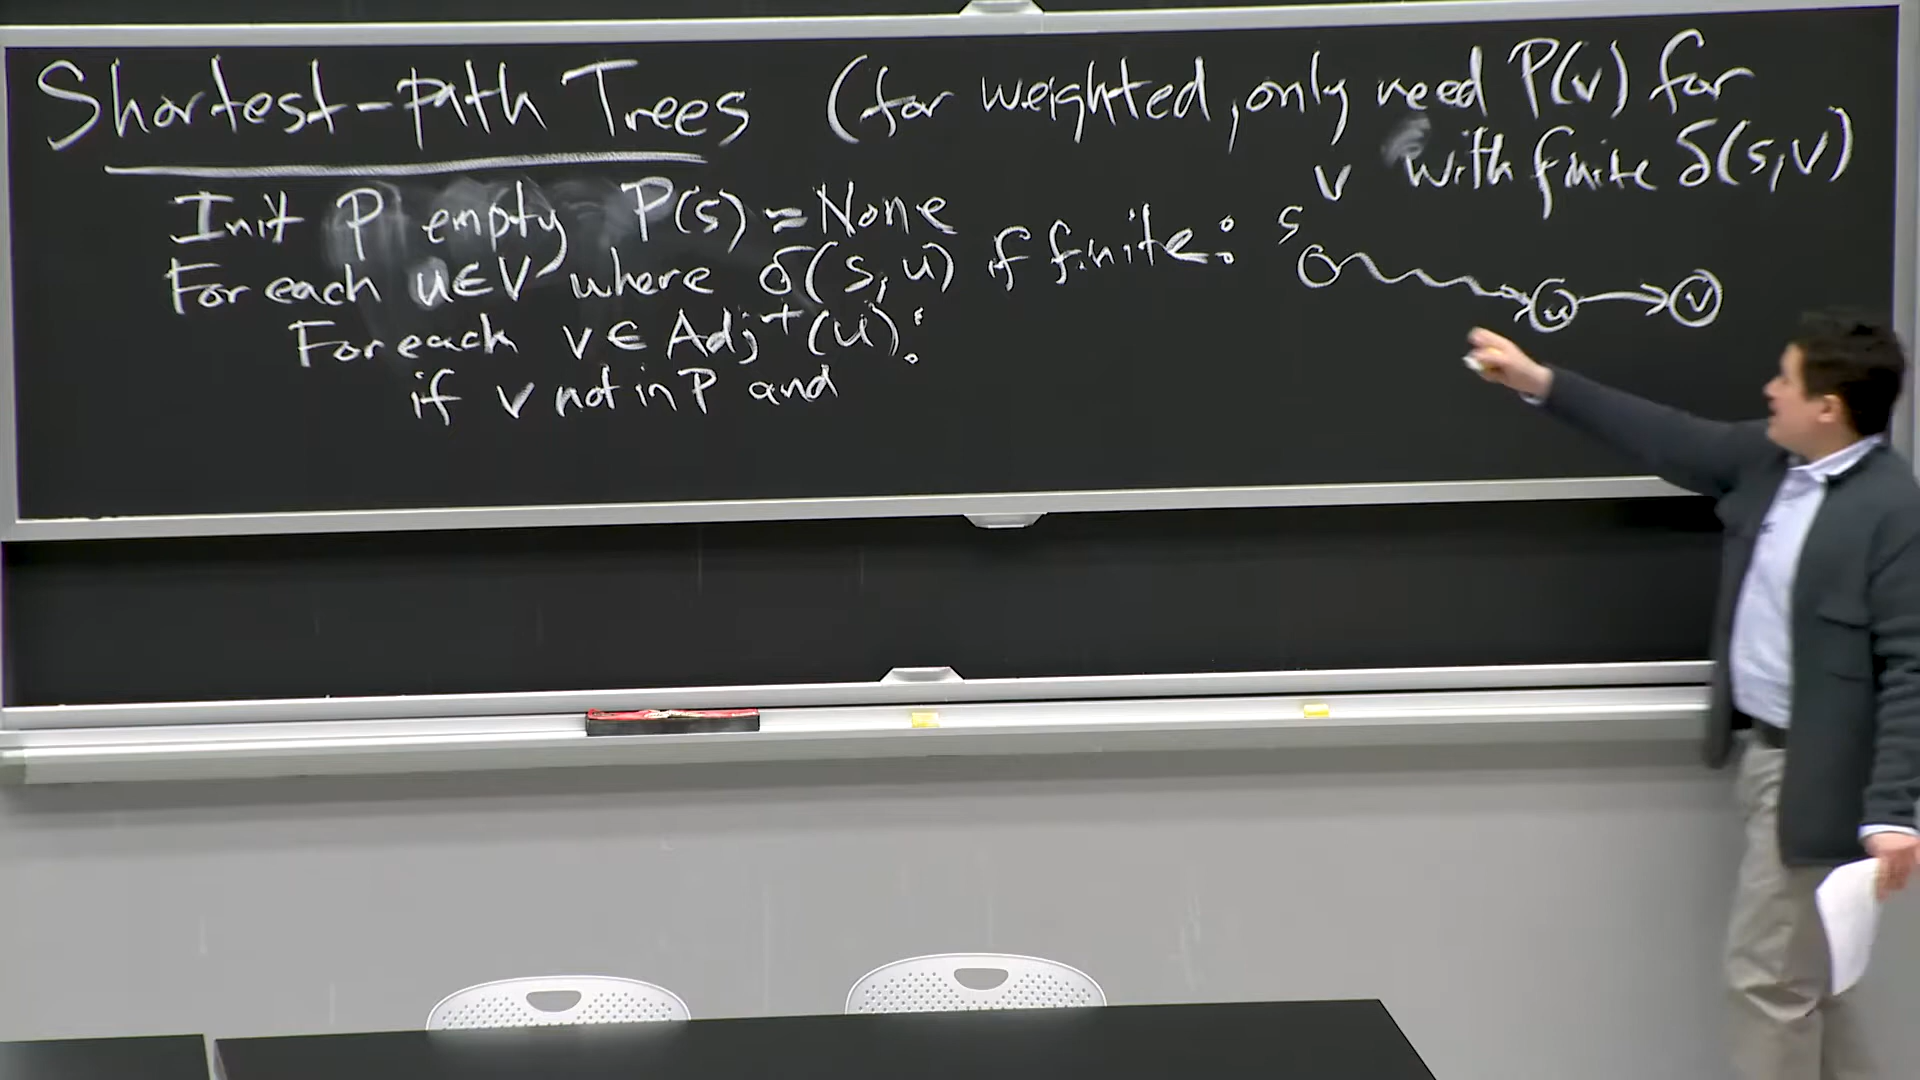 Shortest-path Trees (for weighted, only need P(v) for
v with finite δ(s,v)
Init P empty P(s) = None
For each u∈V where δ(s,u) if finite:
For each v ∈ Adj⁺(u):
if v not in P and
s
u
v